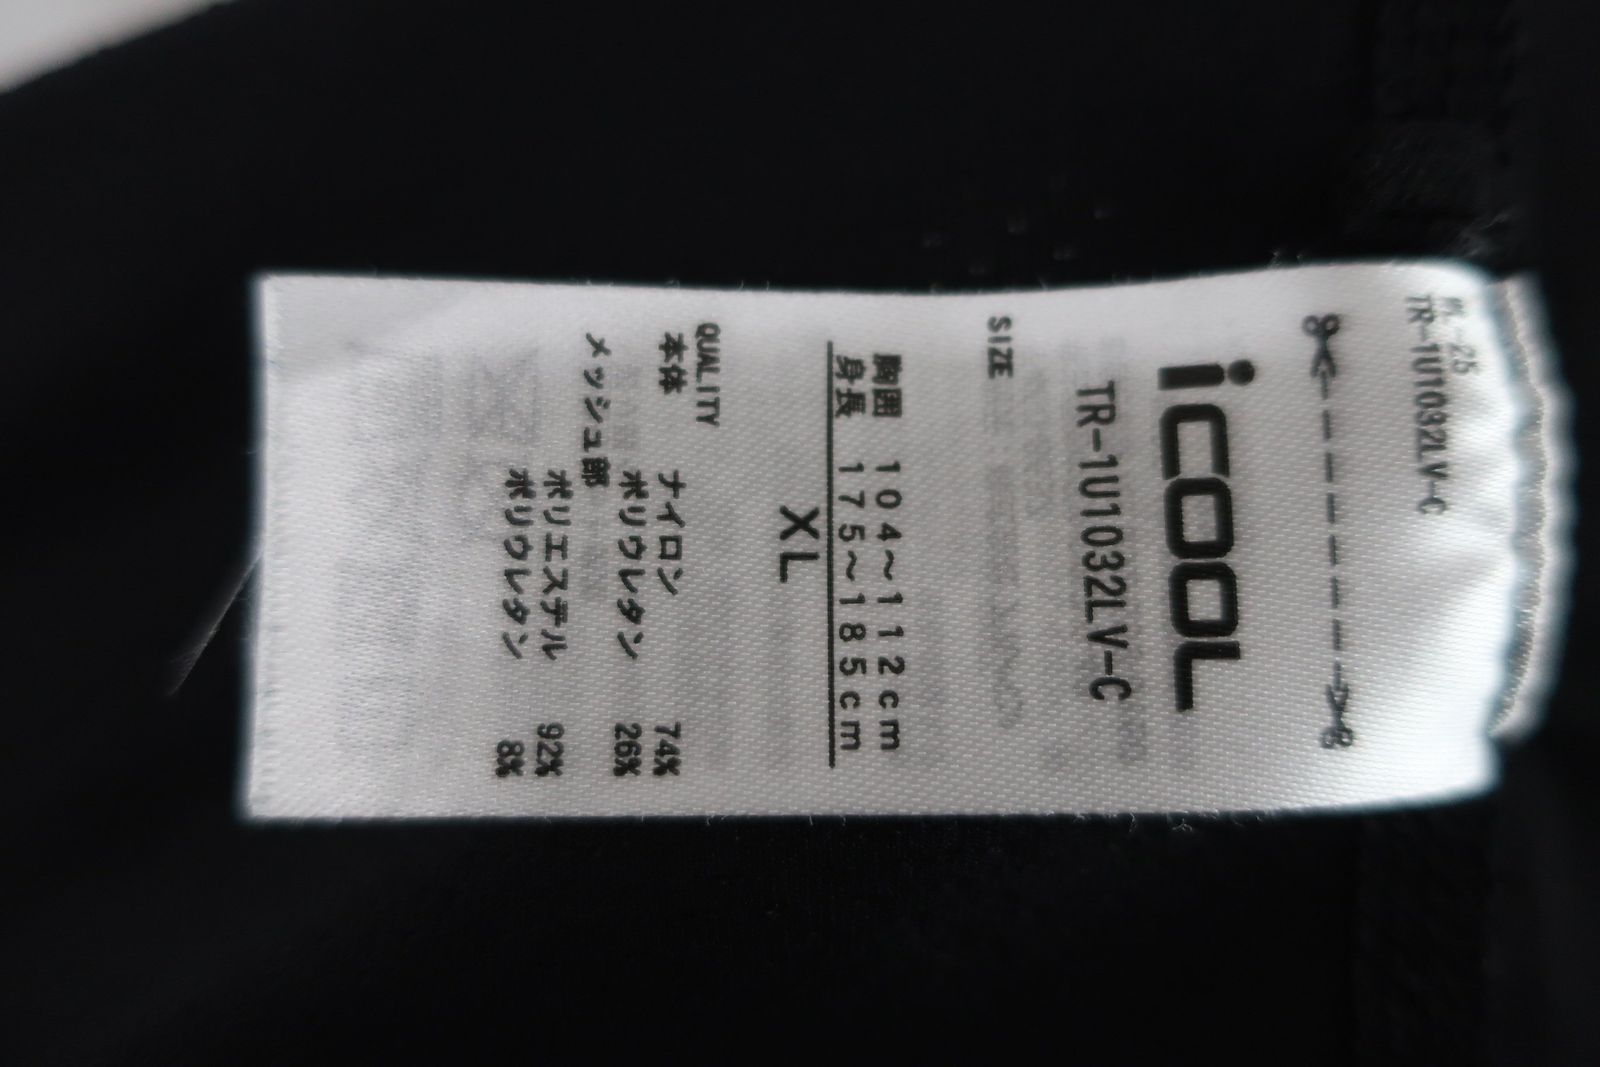 -25
TR-1U1032LV-C
icOOL
TR-1U1032LV-C
SIZE
胸囲 104～112cm
身長 175～185cm
XL
QUALITY
本体 ナイロン 74%
ポリウレタン 26%
メッシュ部
ポリエステル 92%
ポリウレタン 8%